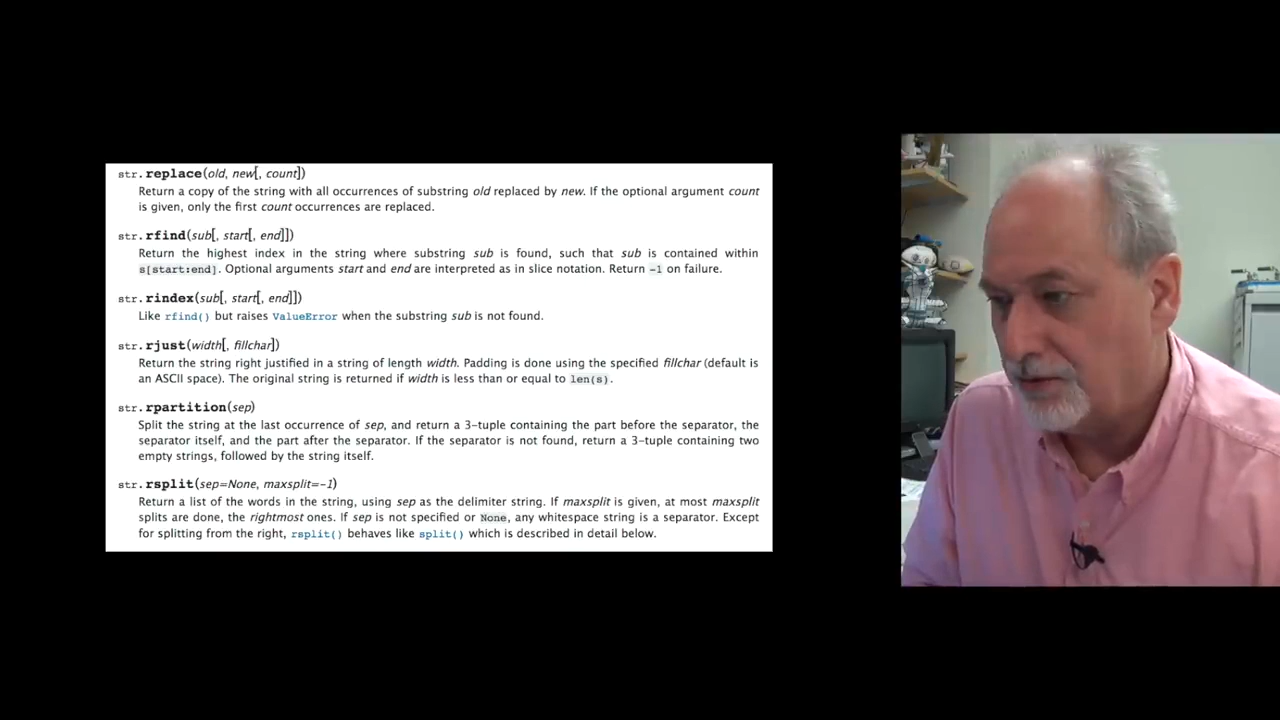 str.replace(old, new[, count])
Return a copy of the string with all occurrences of substring old replaced by new. If the optional argument count
is given, only the first count occurrences are replaced.
str.rfind(sub[, start[, end]])
Return the highest index in the string where substring sub is found, such that sub is contained within
s[start:end]. Optional arguments start and end are interpreted as in slice notation. Return -1 on failure.
str.rindex(sub[, start[, end]])
Like rfind() but raises ValueError when the substring sub is not found.
str.rjust(width[, fillchar])
Return the string right justified in a string of length width. Padding is done using the specified fillchar (default is
an ASCII space). The original string is returned if width is less than or equal to len(s).
str.rpartition(sep)
Split the string at the last occurrence of sep, and return a 3-tuple containing the part before the separator, the
separator itself, and the part after the separator. If the separator is not found, return a 3-tuple containing two
empty strings, followed by the string itself.
str.rsplit(sep=None, maxsplit=-1)
Return a list of the words in the string, using sep as the delimiter string. If maxsplit is given, at most maxsplit
splits are done, the rightmost ones. If sep is not specified or None, any whitespace string is a separator. Except
for splitting from the right, rsplit() behaves like split() which is described in detail below.